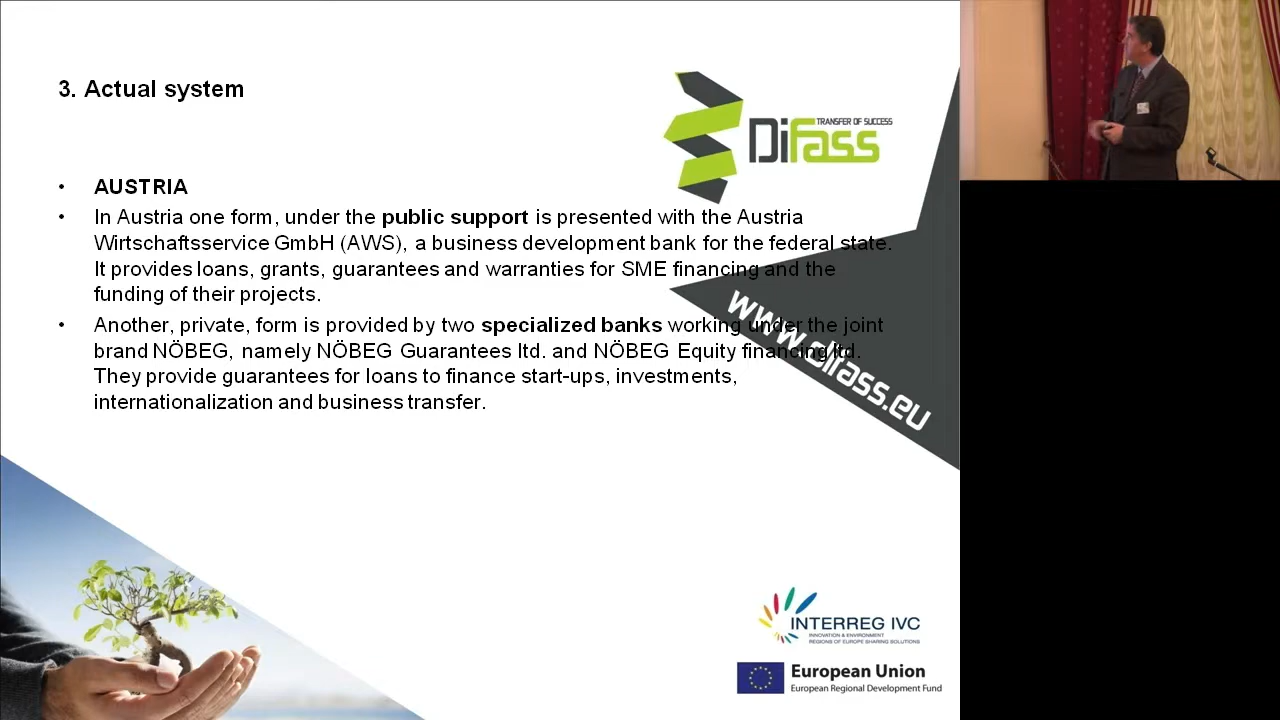 3. Actual system
TRANSFER OF SUCCESS
Difass
• AUSTRIA
• In Austria one form, under the public support is presented with the Austria
Wirtschaftsservice GmbH (AWS), a business development bank for the federal state.
It provides loans, grants, guarantees and warranties for SME financing and the
funding of their projects.
• Another, private, form is provided by two specialized banks working under the joint
brand NÖBEG, namely NÖBEG Guarantees ltd. and NÖBEG Equity financing ltd.
They provide guarantees for loans to finance start-ups, investments,
internationalization and business transfer.
www.difass.eu
INTERREG IVC
INNOVATION & ENVIRONMENT
REGIONS OF EUROPE SHARING SOLUTIONS
European Union
European Regional Development Fund